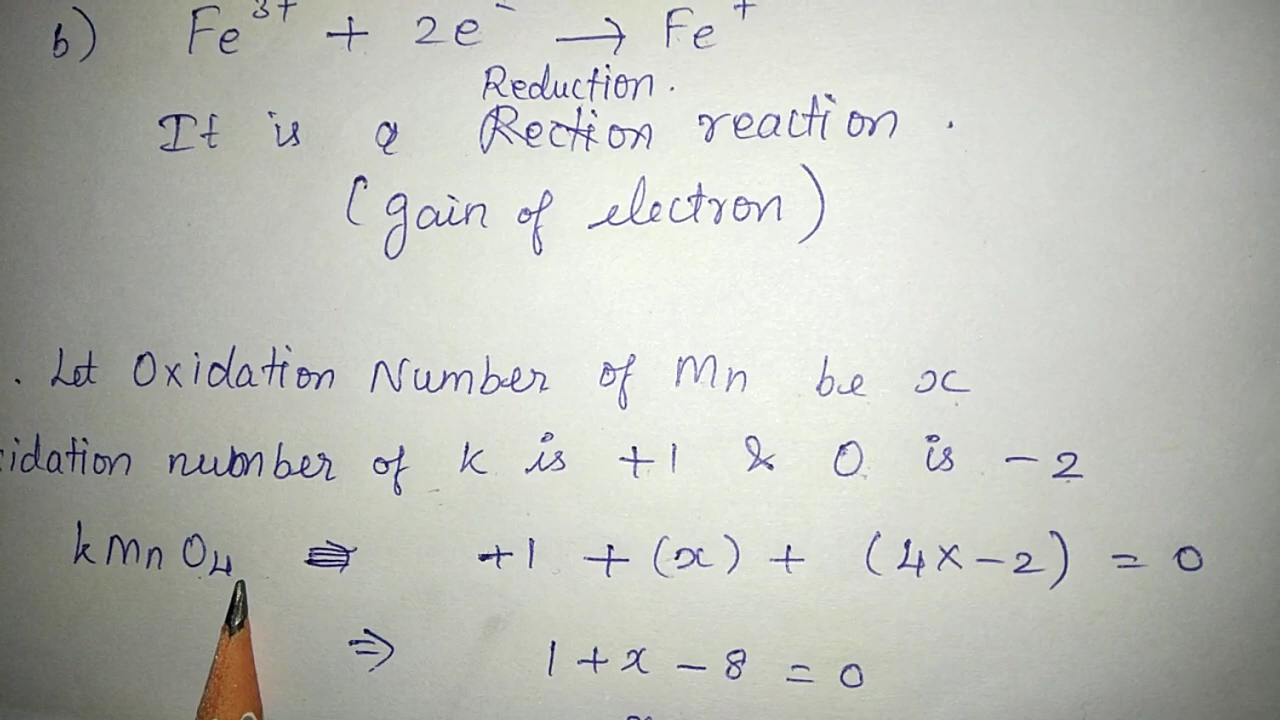 b) Fe³⁺ + 2e⁻ → Fe⁺
Reduction.
It is a Rection reaction.
(gain of electron)
. Let Oxidation Number of Mn be x
idation number of k is +1 & O is -2
kMnO₄ ⇒ +1 + (x) + (4×-2) = 0
⇒ 1 + x - 8 = 0